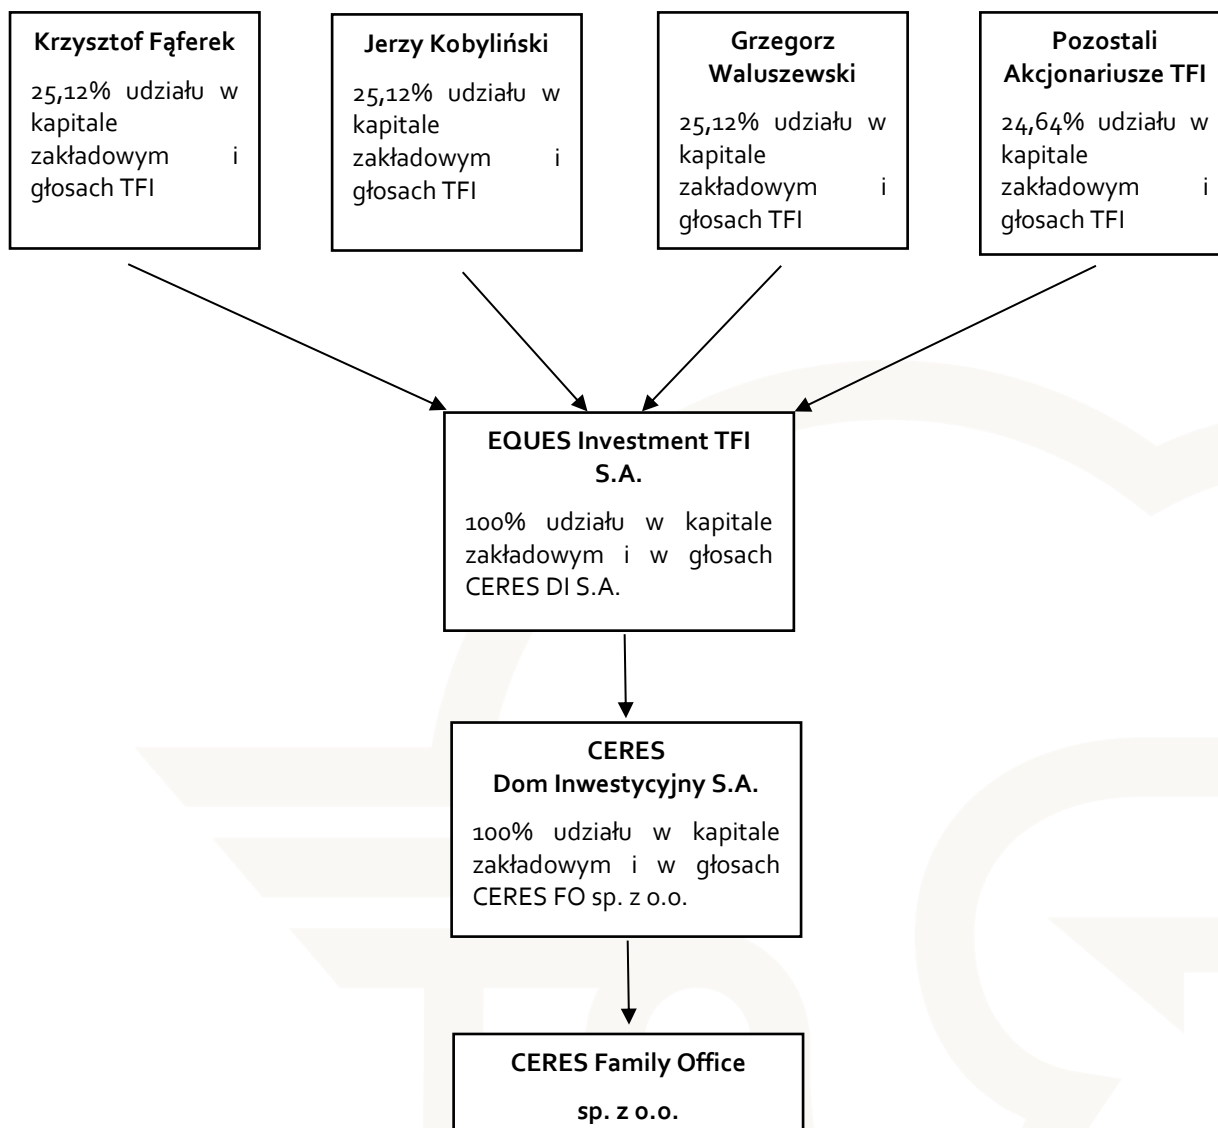 Krzysztof Fąferek
25,12% udziału w
kapitale
zakładowym i
głosach TFI
Jerzy Kobyliński
25,12% udziału w
kapitale
zakładowym i
głosach TFI
Grzegorz
Waluszewski
25,12% udziału w
kapitale
zakładowym i
głosach TFI
Pozostali
Akcjonariusze TFI
24,64% udziału w
kapitale
zakładowym i
głosach TFI
EQUES Investment TFI
S.A.
100% udziału w kapitale
zakładowym i w głosach
CERES DI S.A.
CERES
Dom Inwestycyjny S.A.
100% udziału w kapitale
zakładowym i w głosach
CERES FO sp. z o.o.
CERES Family Office
sp. z o.o.